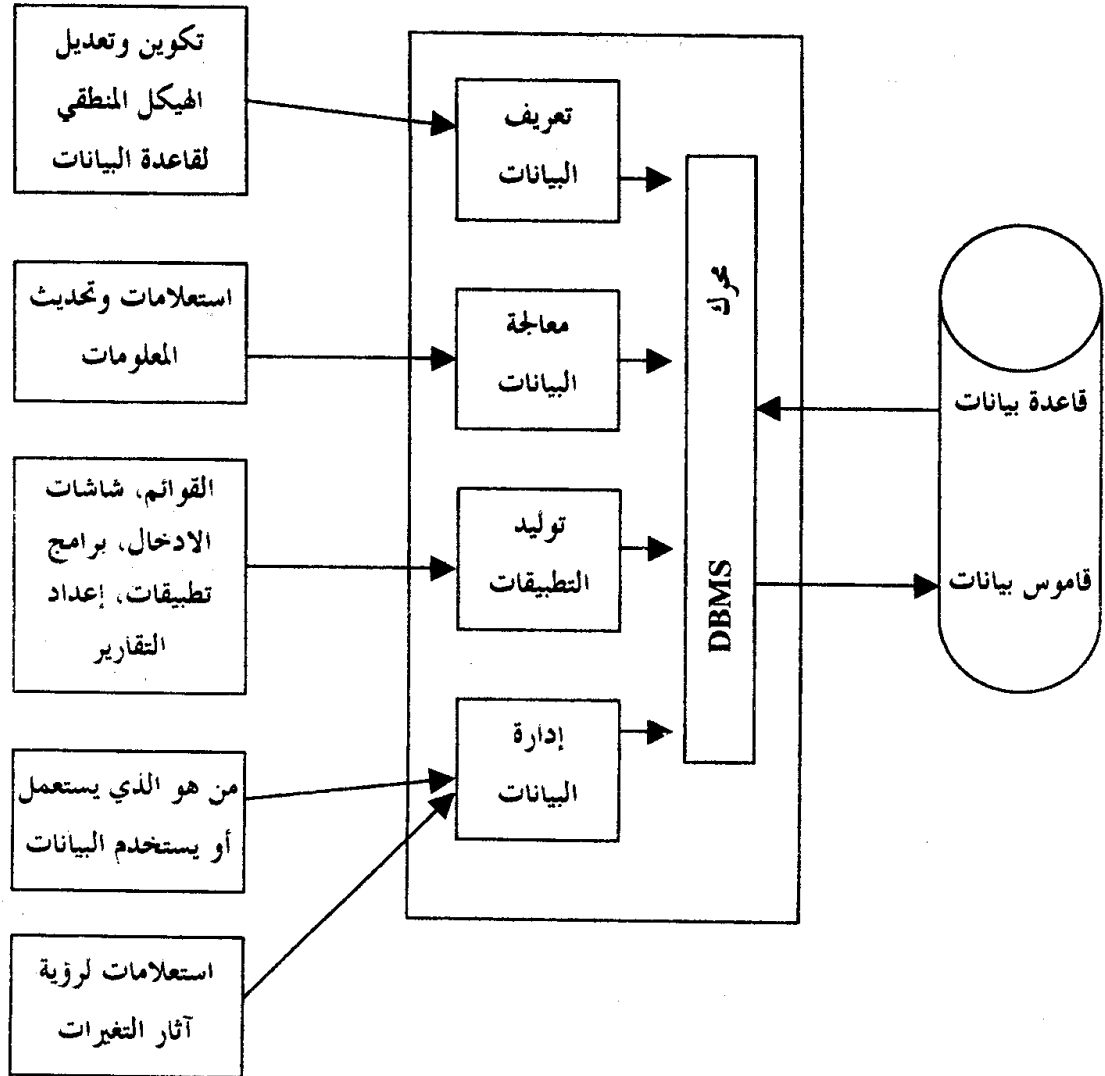 تكوين وتعديل
الهيكل المنطقي
لقاعدة البيانات
استعلامات وتحديث
المعلومات
القوائم، شاشات
الادخال، برامج
تطبيقات، إعداد
التقارير
من هو الذي يستعمل
أو يستخدم البيانات
استعلامات لرؤية
آثار التغيرات
تعريف
البيانات
معالجة
البيانات
توليد
التطبيقات
إدارة
البيانات
محرك
DBMS
قاعدة بيانات
قاموس بيانات